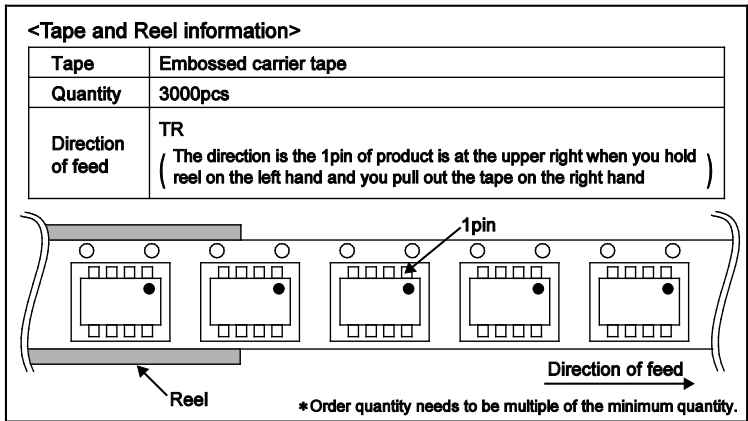 <Tape and Reel information>
Tape
Embossed carrier tape
Quantity
3000pcs
Direction
of feed
TR
( The direction is the 1pin of product is at the upper right when you hold
reel on the left hand and you pull out the tape on the right hand )
1pin
Direction of feed
Reel
*Order quantity needs to be multiple of the minimum quantity.